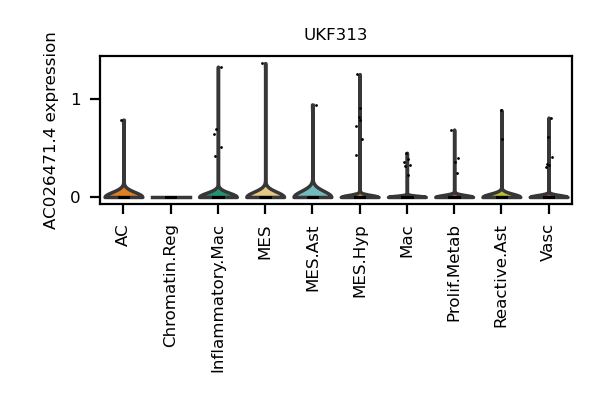 UKF313
AC026471.4 expression
1
0
AC
Chromatin.Reg
Inflammatory.Mac
MES
MES.Ast
MES.Hyp
Mac
Prolif.Metab
Reactive.Ast
Vasc